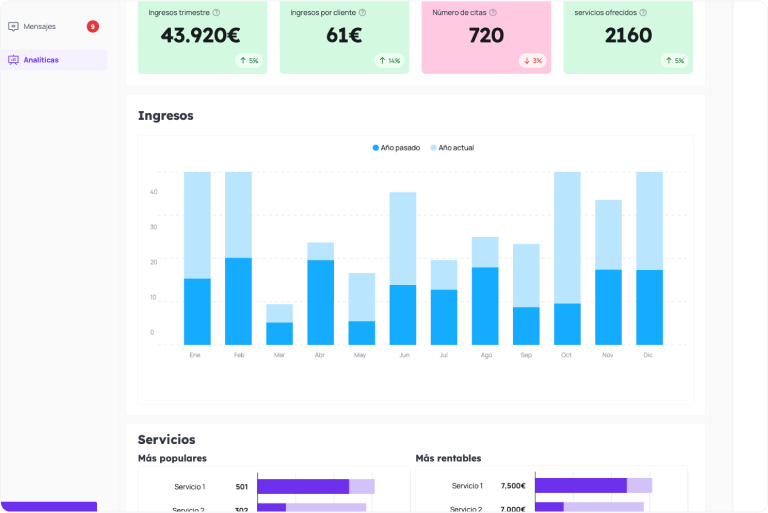 Mensajes 9
Analíticas
Ingresos trimestre
43.920€
5%
Ingresos por cliente
61€
14%
Número de citas
720
3%
servicios ofrecidos
2160
5%
Ingresos
Año pasado Año actual
40
30
20
10
0
Ene Feb Mar Abr May Jun Jul Ago Sep Oct Nov Dic
Servicios
Más populares
Servicio 1 501
Servicio 2 302
Más rentables
Servicio 1 7,500€
Servicio 2 7,000€